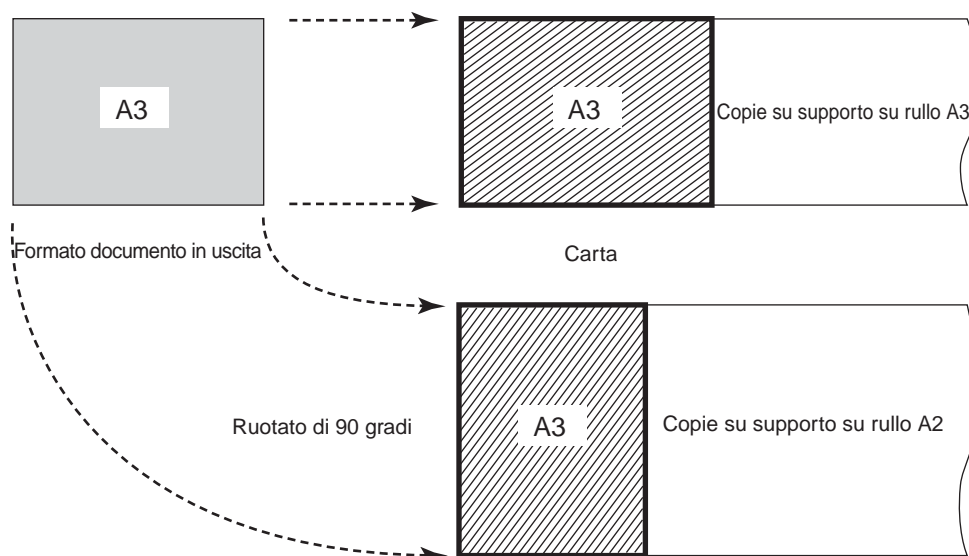 A3
A3
Copie su supporto su rullo A3
Formato documento in uscita
Carta
Ruotato di 90 gradi
A3
Copie su supporto su rullo A2